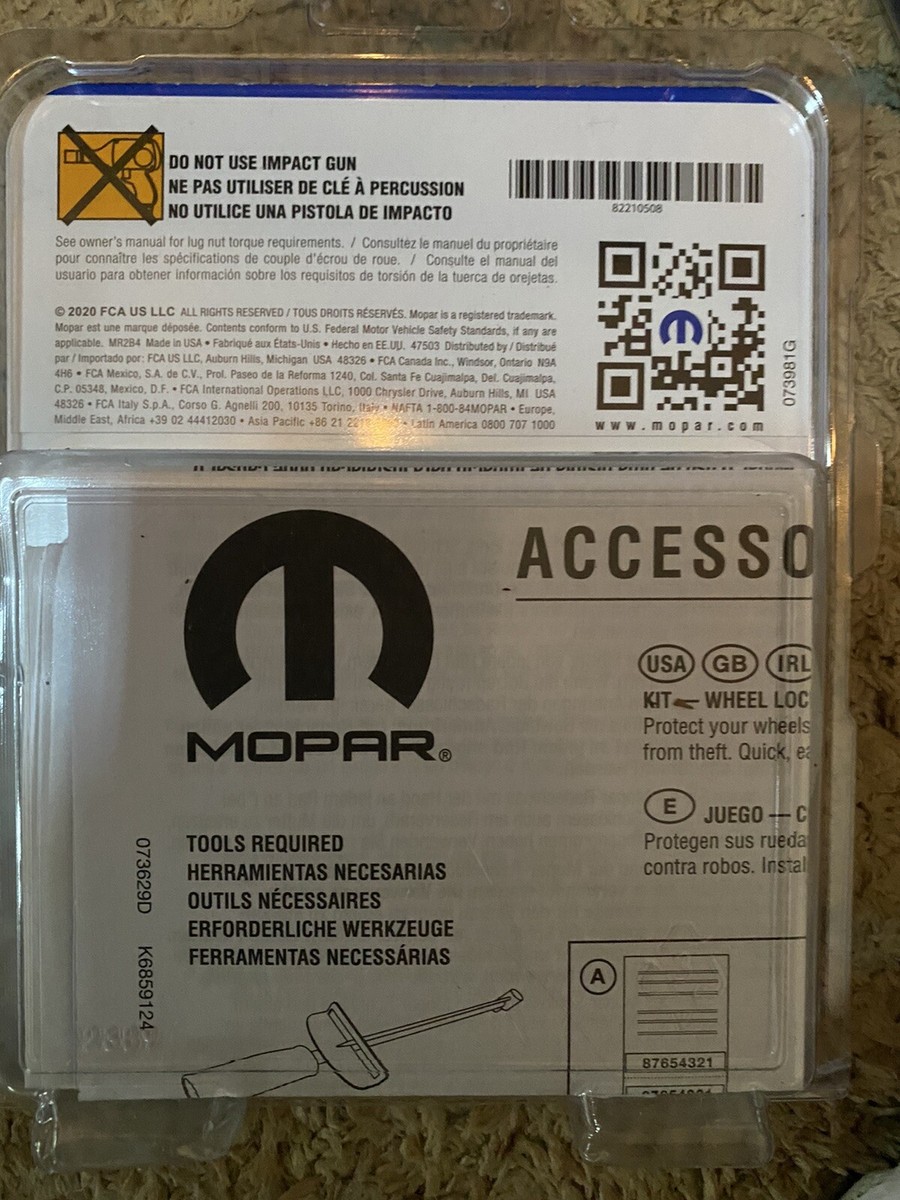 DO NOT USE IMPACT GUN
NE PAS UTILISER DE CLÉ À PERCUSSION
NO UTILICE UNA PISTOLA DE IMPACTO
82210508
See owner's manual for lug nut torque requirements. / Consultez le manuel du propriétaire
pour connaître les spécifications de couple d'écrou de roue. / Consulte el manual del
usuario para obtener información sobre los requisitos de torsión de la tuerca de orejetas.
© 2020 FCA US LLC ALL RIGHTS RESERVED / TOUS DROITS RÉSERVÉS. Mopar is a registered trademark.
Mopar est une marque déposée. Contents conform to U.S. Federal Motor Vehicle Safety Standards, if any are
applicable. MR2B4 Made in USA • Fabriqué aux États-Unis • Hecho en EE.UU. 47503 Distributed by / Distribué
par / Importado por: FCA US LLC, Auburn Hills, Michigan USA 48326 • FCA Canada Inc., Windsor, Ontario N9A
4H6 • FCA Mexico, S.A. de C.V., Prol. Paseo de la Reforma 1240, Col. Santa Fe Cuajimalpa, Del. Cuajimalpa,
C.P. 05348, Mexico, D.F. • FCA International Operations LLC, 1000 Chrysler Drive, Auburn Hills, MI USA
48326 • FCA Italy S.p.A., Corso G. Agnelli 200, 10135 Torino, Italy • NAFTA 1-800-84MOPAR • Europe,
Middle East, Africa +39 02 44412030 • Asia Pacific +86 21 • Latin America 0800 707 1000
073981G
www.mopar.com
MOPAR®
ACCESSO
USA GB IRL
KIT — WHEEL LOC
Protect your wheels
from theft. Quick, ea
E JUEGO — C
Protegen sus rueda
contra robos. Instal
TOOLS REQUIRED
HERRAMIENTAS NECESARIAS
OUTILS NÉCESSAIRES
ERFORDERLICHE WERKZEUGE
FERRAMENTAS NECESSÁRIAS
073629D K6859124
A
87654321